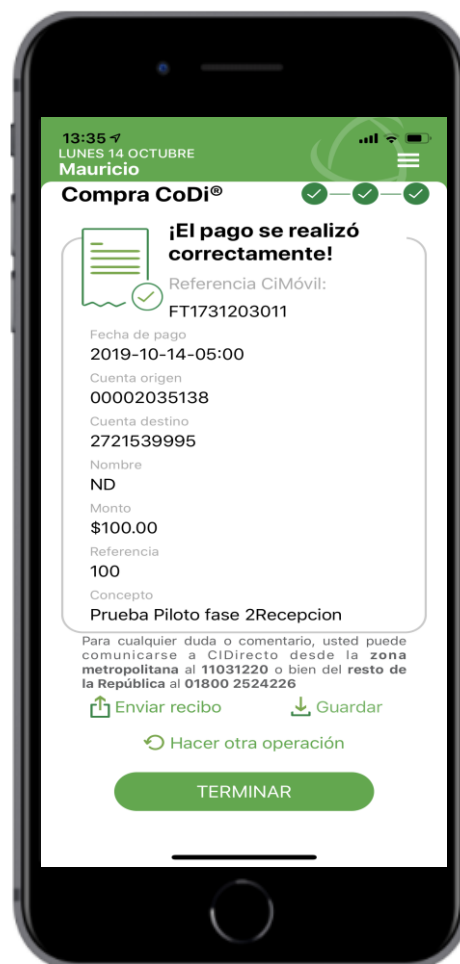 13:35
LUNES 14 OCTUBRE
Mauricio
Compra CoDi®
¡El pago se realizó
correctamente!
Referencia CiMóvil:
FT1731203011
Fecha de pago
2019-10-14-05:00
Cuenta origen
00002035138
Cuenta destino
2721539995
Nombre
ND
Monto
$100.00
Referencia
100
Concepto
Prueba Piloto fase 2Recepcion
Para cualquier duda o comentario, usted puede
comunicarse a CIDirecto desde la zona
metropolitana al 11031220 o bien del resto de
la República al 01800 2524226
Enviar recibo
Guardar
Hacer otra operación
TERMINAR